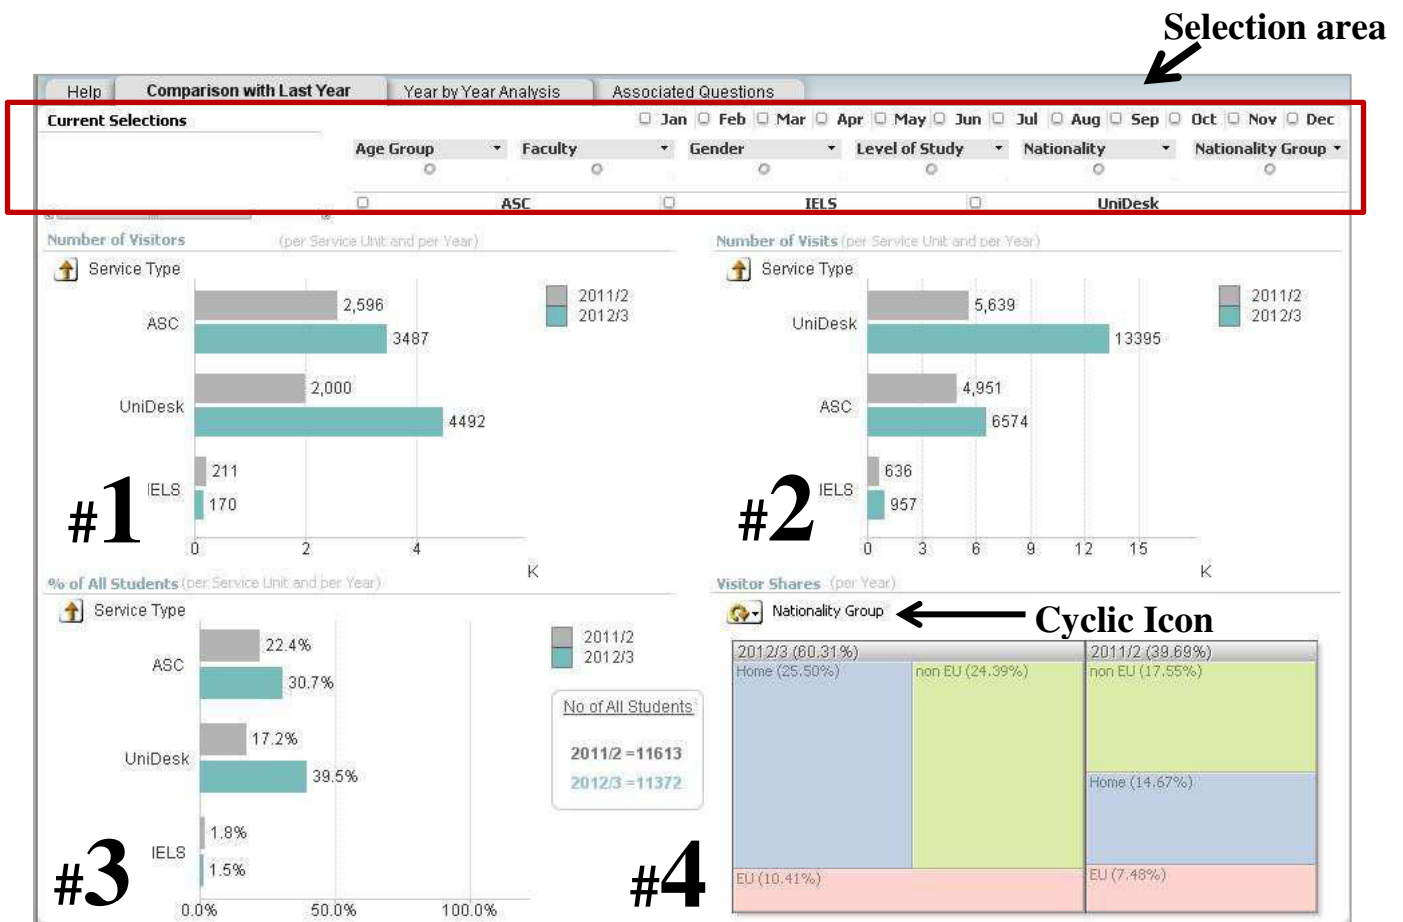 Selection area
Help Comparison with Last Year Year by Year Analysis Associated Questions
Current Selections
Jan Feb Mar Apr May Jun Jul Aug Sep Oct Nov Dec
Age Group Faculty Gender Level of Study Nationality Nationality Group
ASC IELS UniDesk
Number of Visitors (per Service Unit and per Year)
Service Type
2011/2
2012/3
ASC
2,596
3487
UniDesk
2,000
4492
IELS
211
170
#1
0 2 4
K
Number of Visits (per Service Unit and per Year)
Service Type
2011/2
2012/3
UniDesk
5,639
13395
ASC
4,951
6574
IELS
636
957
#2
0 3 6 9 12 15
K
% of All Students (per Service Unit and per Year)
Service Type
2011/2
2012/3
ASC
22.4%
30.7%
UniDesk
17.2%
39.5%
IELS
1.8%
1.5%
#3
0.0% 50.0% 100.0%
No of All Students
2011/2 =11613
2012/3 =11372
Visitor Shares (per Year)
Nationality Group
Cyclic Icon
2012/3 (60.31%) 2011/2 (39.69%)
Home (25.50%) non EU (24.39%) non EU (17.55%)
Home (14.67%)
EU (10.41%) EU (7.48%)
#4